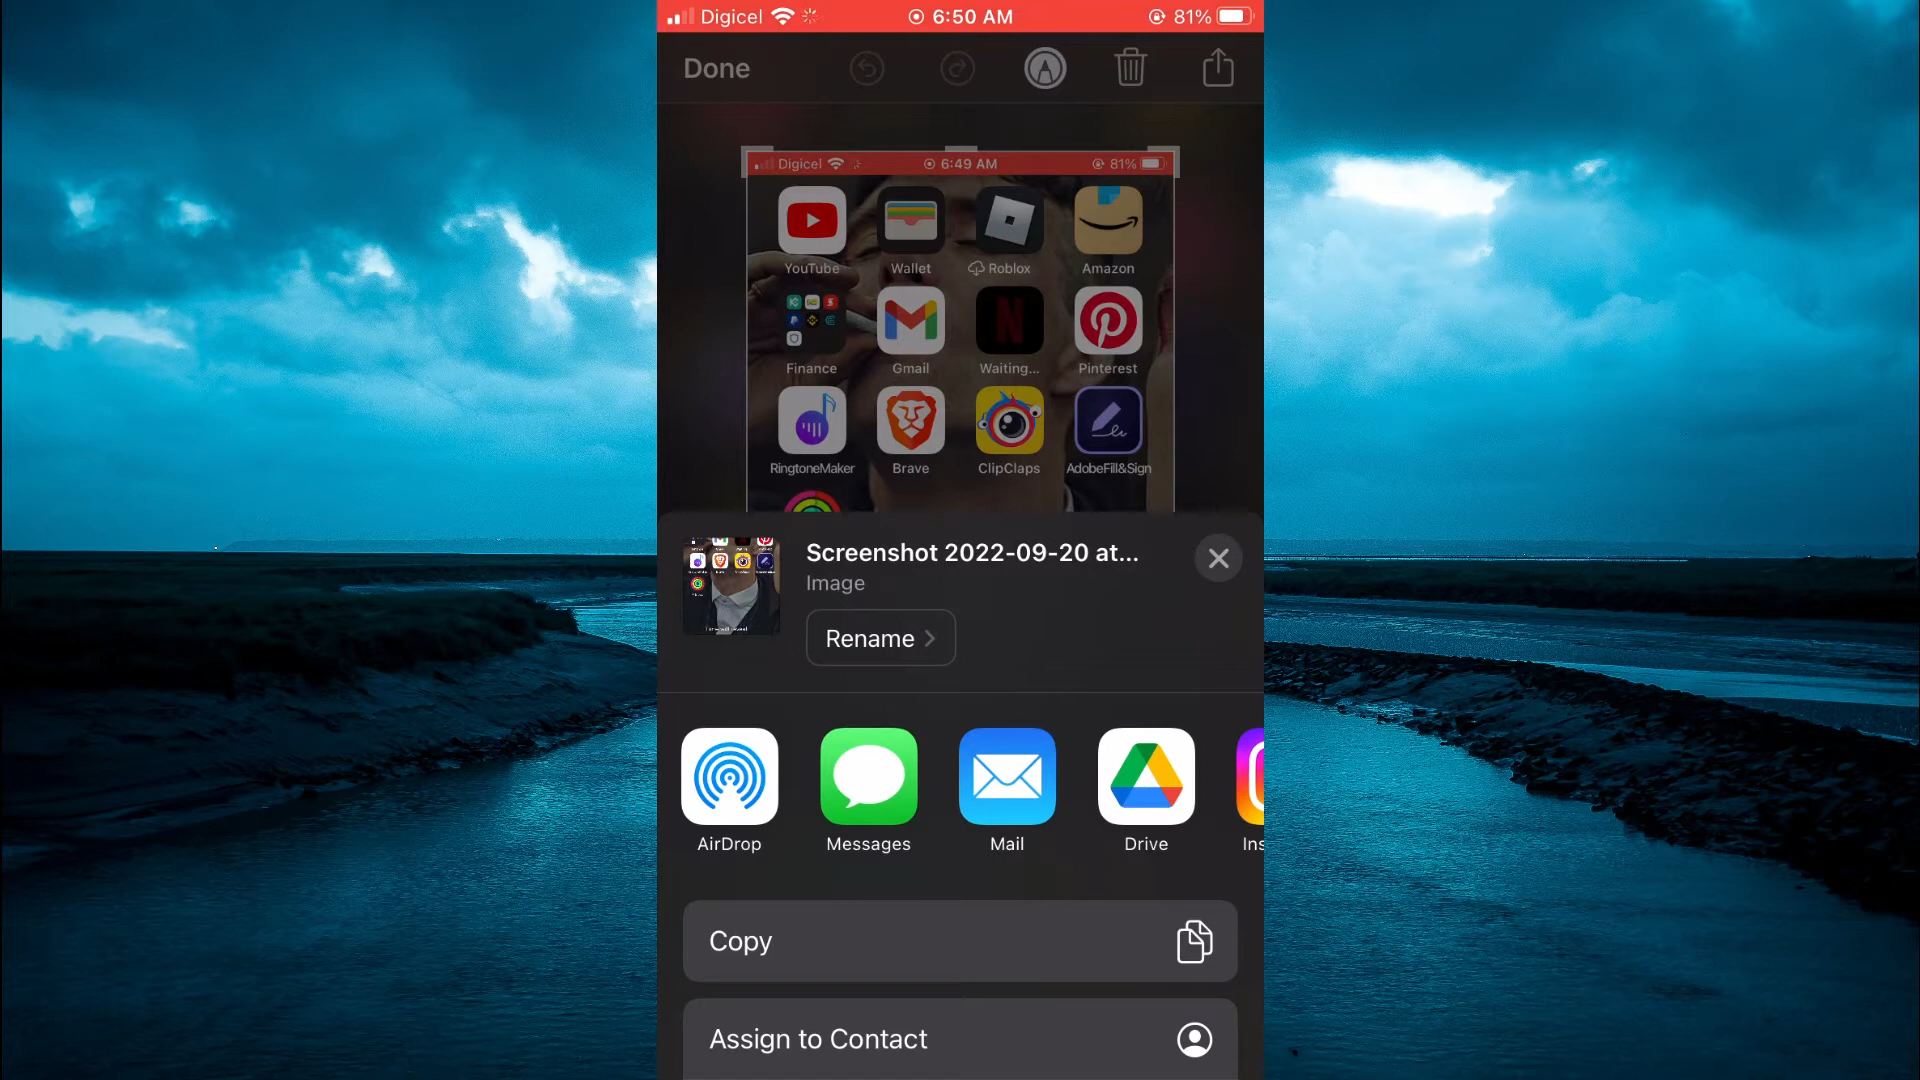 Digicel 6:50 AM 81%
Done
Digicel 6:49 AM 81%
YouTube Wallet Roblox Amazon
Finance Gmail Waiting... Pinterest
RingtoneMaker Brave ClipClaps AdobeFill&Sign
Screenshot 2022-09-20 at...
Image
Rename
AirDrop Messages Mail Drive Ins
Copy
Assign to Contact